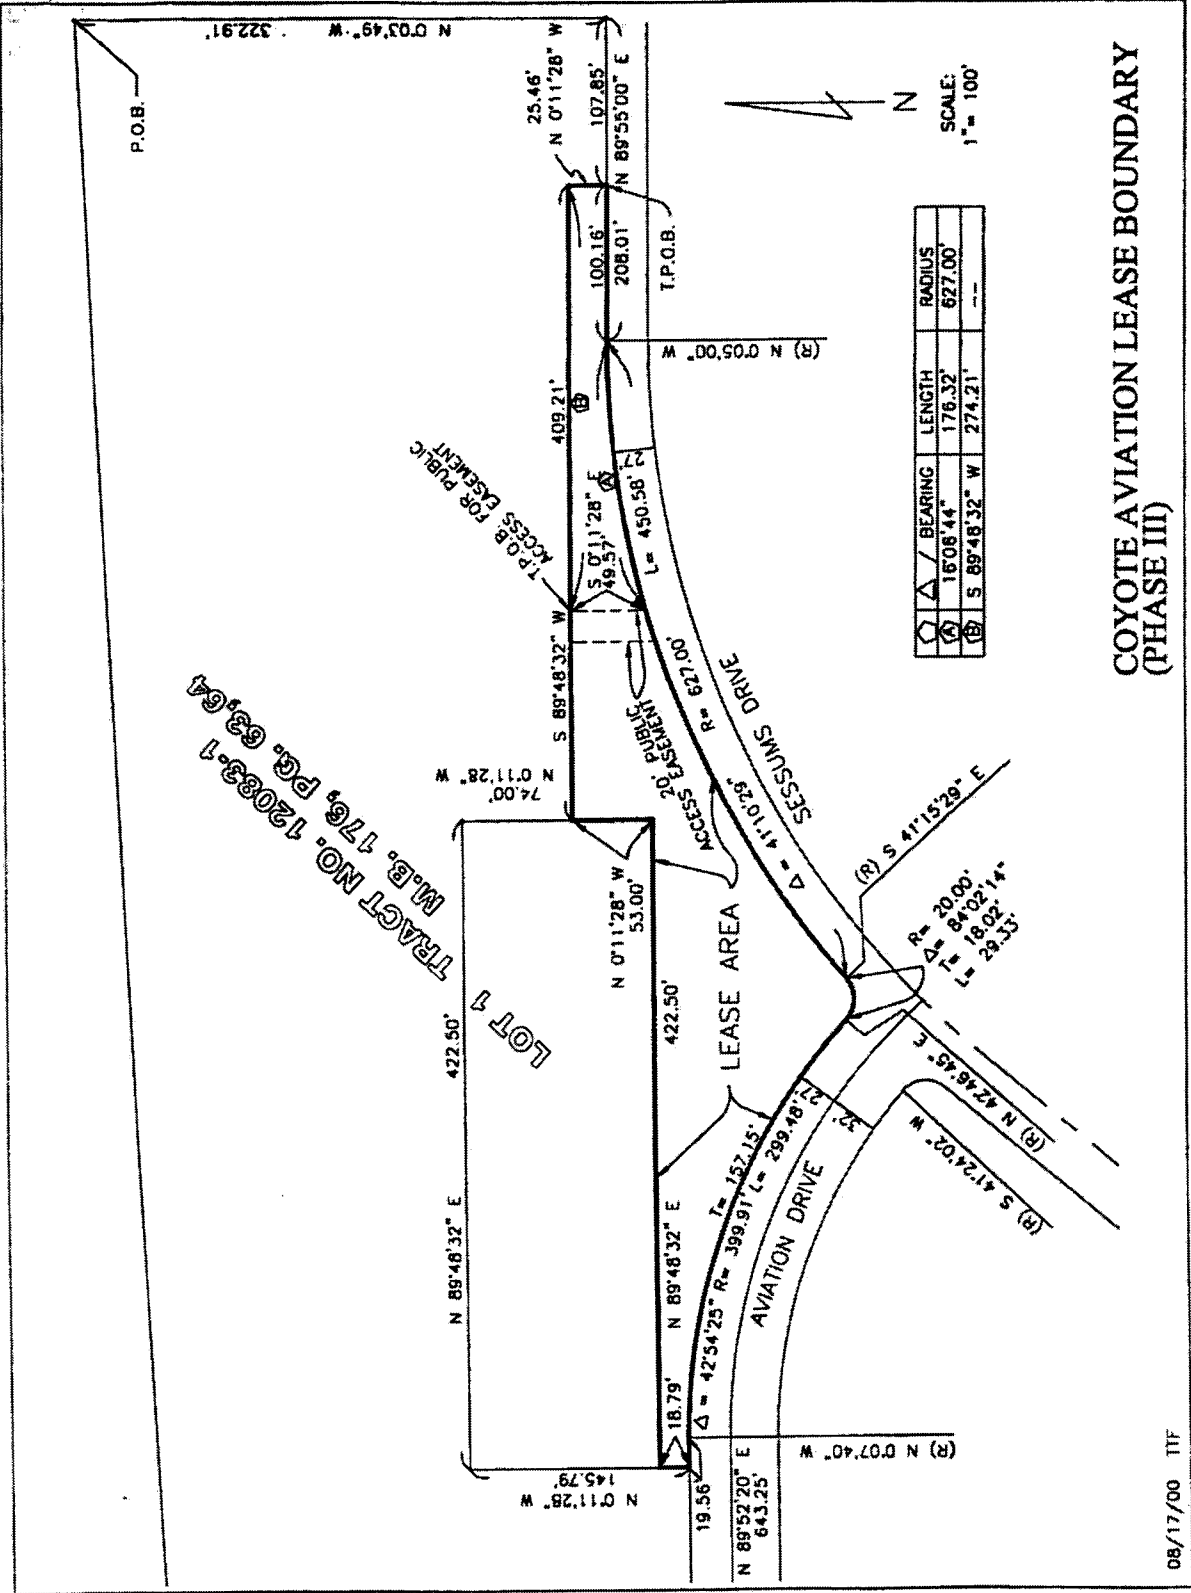 P.O.B.
N 0°03'49" W 322.91'
25.46'
N 0°11'28" W
107.85'
N 89°55'00" E
100.16'
208.01'
T.P.O.B.
(R) N 0°05'00" W
409.21'
B
T.P.O.B. FOR PUBLIC
ACCESS EASEMENT
S 0°11'28" E
49.57'
A
27'
L= 450.58'
S 89°48'32" W
20' PUBLIC
ACCESS EASEMENT
R= 627.00'
SESSUMS DRIVE
Δ = 41°10'29"
N 0°11'28" W
74.00'
TRACT NO. 12083.1
M.B. 176, PG. 63,64
LOT 1
N 0°11'28" W
53.00'
N 89°48'32" E
422.50'
422.50'
N 89°48'32" E
LEASE AREA
(R) S 41°15'29" E
R= 20.00'
Δ= 84°02'14"
T= 18.02'
L= 29.33'
(R) N 42°46'45" E
(R) S 41°24'02" W
27'
32'
T= 157.15'
Δ = 42°54'25" R= 399.91' L= 299.48'
AVIATION DRIVE
18.79'
N 0°11'28" W
145.79'
19.56'
N 89°52'20" E
643.25'
(R) N 0°07'40" W
N
SCALE:
1"= 100'
Δ / BEARING LENGTH RADIUS
A 16°06'44" 176.32' 627.00'
B S 89°48'32" W 274.21' --
COYOTE AVIATION LEASE BOUNDARY
(PHASE III)
08/17/00 TTF